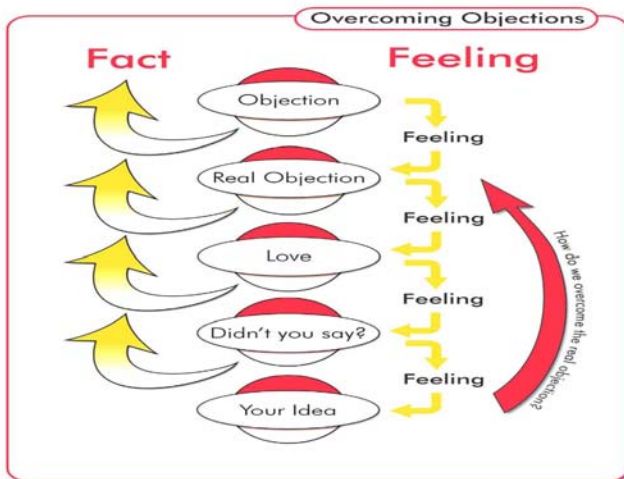 Overcoming Objections
Fact
Feeling
Objection
Feeling
Real Objection
Feeling
Love
Feeling
Didn't you say?
Feeling
Your Idea
How do we overcome the real objections?